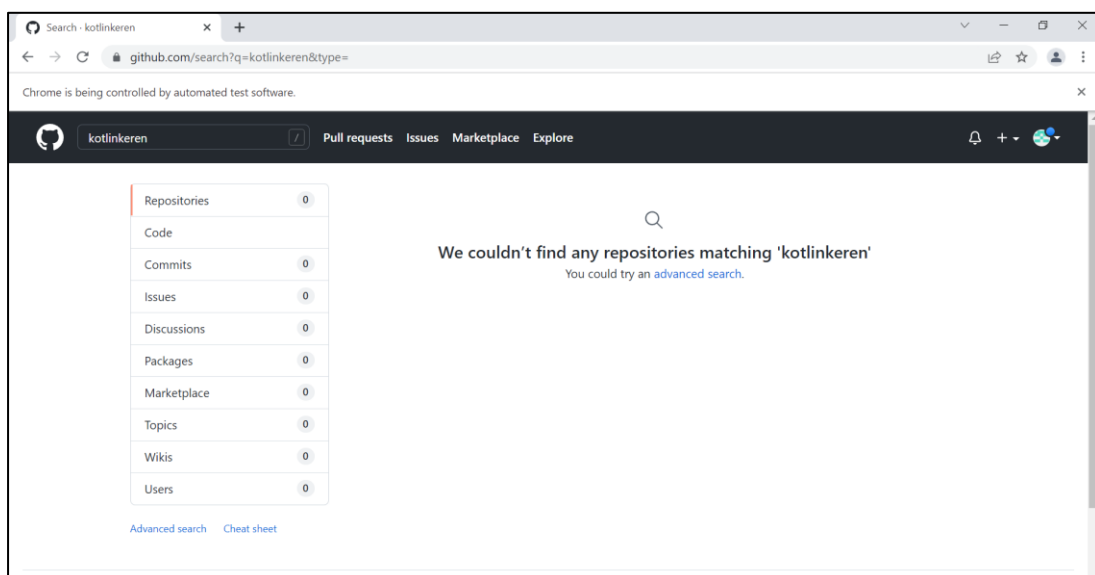 Search · kotlinkeren
github.com/search?q=kotlinkeren&type=
Chrome is being controlled by automated test software.
kotlinkeren / Pull requests Issues Marketplace Explore
Repositories 0
Code
Commits 0
Issues 0
Discussions 0
Packages 0
Marketplace 0
Topics 0
Wikis 0
Users 0
Advanced search Cheat sheet
We couldn’t find any repositories matching 'kotlinkeren'
You could try an advanced search.